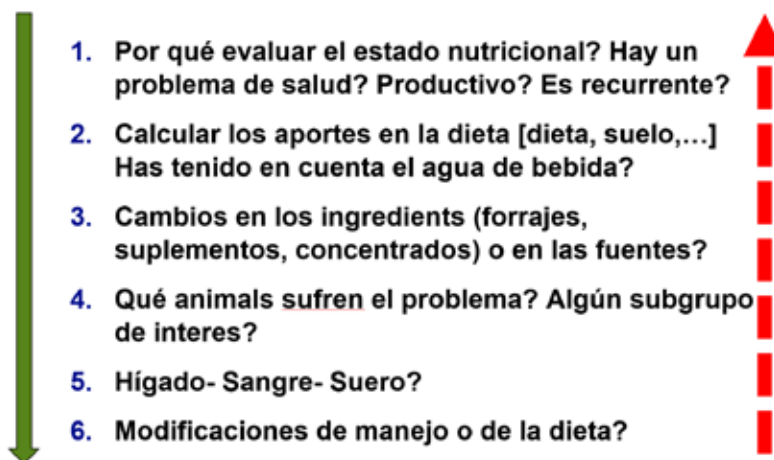 1. Por qué evaluar el estado nutricional? Hay un
problema de salud? Productivo? Es recurrente?
2. Calcular los aportes en la dieta [dieta, suelo,...]
Has tenido en cuenta el agua de bebida?
3. Cambios en los ingredients (forrajes,
suplementos, concentrados) o en las fuentes?
4. Qué animals sufren el problema? Algún subgrupo
de interes?
5. Hígado- Sangre- Suero?
6. Modificaciones de manejo o de la dieta?